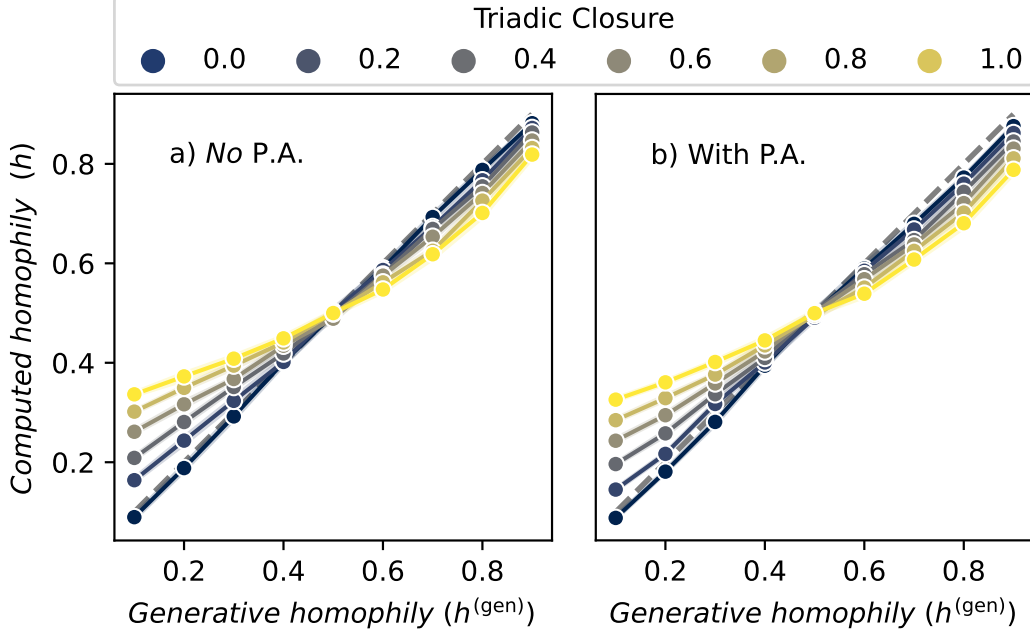 Triadic Closure
0.0 0.2 0.4 0.6 0.8 1.0
a) No P.A.
b) With P.A.
Computed homophily (h)
0.8
0.6
0.4
0.2
0.2 0.4 0.6 0.8
0.2 0.4 0.6 0.8
Generative homophily (h^(gen))
Generative homophily (h^(gen))